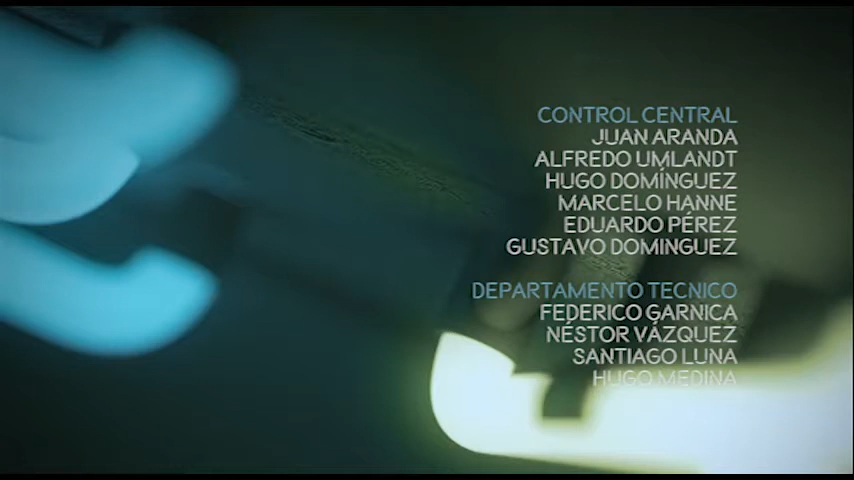 CONTROL CENTRAL
JUAN ARANDA
ALFREDO UMLANDT
HUGO DOMÍNGUEZ
MARCELO HANNE
EDUARDO PÉREZ
GUSTAVO DOMINGUEZ
DEPARTAMENTO TECNICO
FEDERICO GARNICA
NÉSTOR VÁZQUEZ
SANTIAGO LUNA
HUGO MEDINA